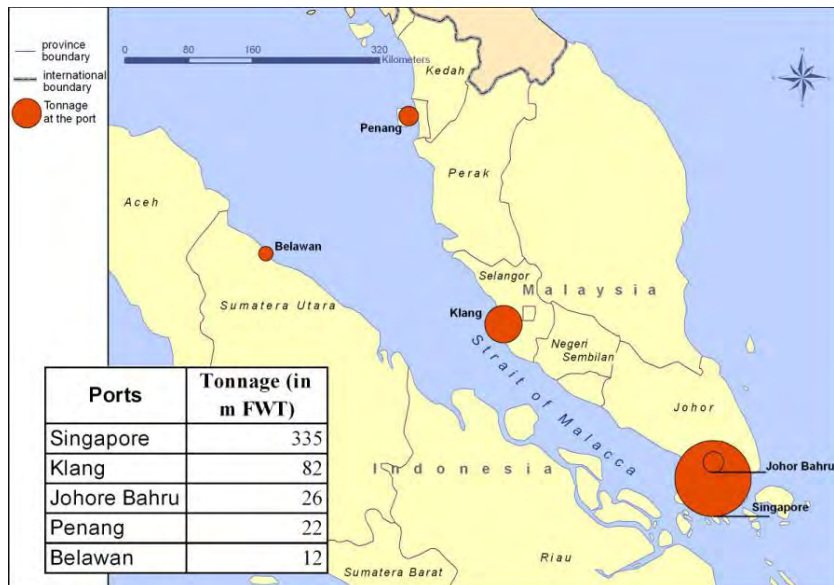 province
boundary
international
boundary
Tonnage
at the port
0 80 160 320
Kilometers
Kedah
Penang
Perak
Aceh
Belawan
Selangor
Malaysia
Sumatera Utara
Klang
Negeri
Sembilan
Strait of Malacca
Johor
Indonesia
Johor Bahru
Singapore
Riau
Sumatera Barat
Ports Tonnage (in
m FWT)
Singapore 335
Klang 82
Johore Bahru 26
Penang 22
Belawan 12